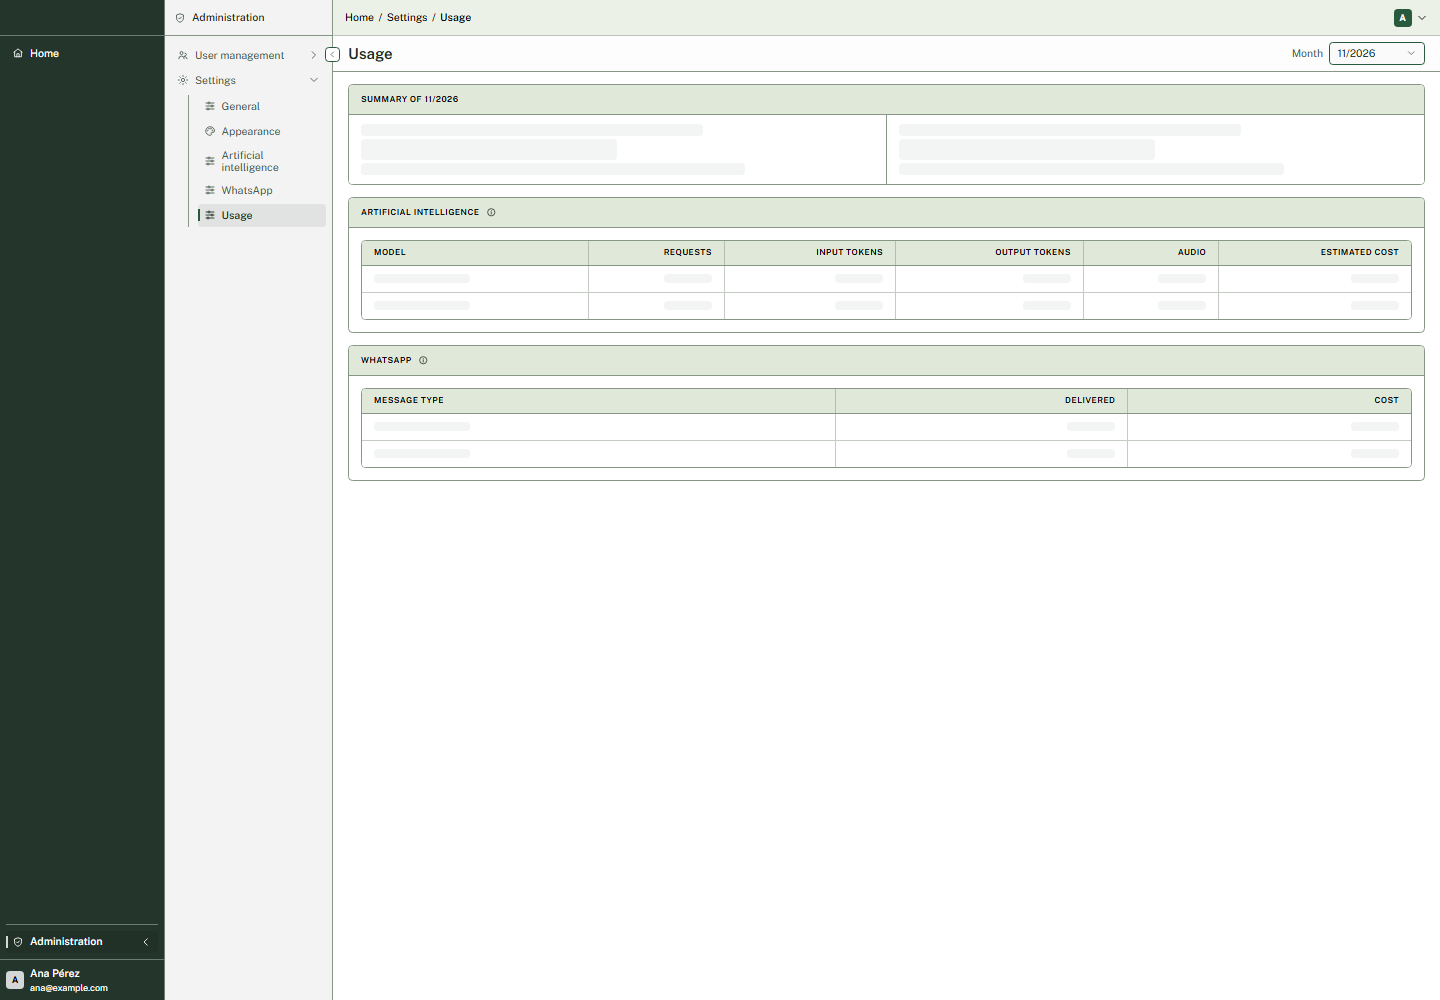 Administration
Home / Settings / Usage
A
Home
User management
Usage
Month
11/2026
Settings
General
Appearance
Artificial
intelligence
WhatsApp
Usage
SUMMARY OF 11/2026
ARTIFICIAL INTELLIGENCE
MODEL
REQUESTS
INPUT TOKENS
OUTPUT TOKENS
AUDIO
ESTIMATED COST
WHATSAPP
MESSAGE TYPE
DELIVERED
COST
Administration
A
Ana Pérez
ana@example.com